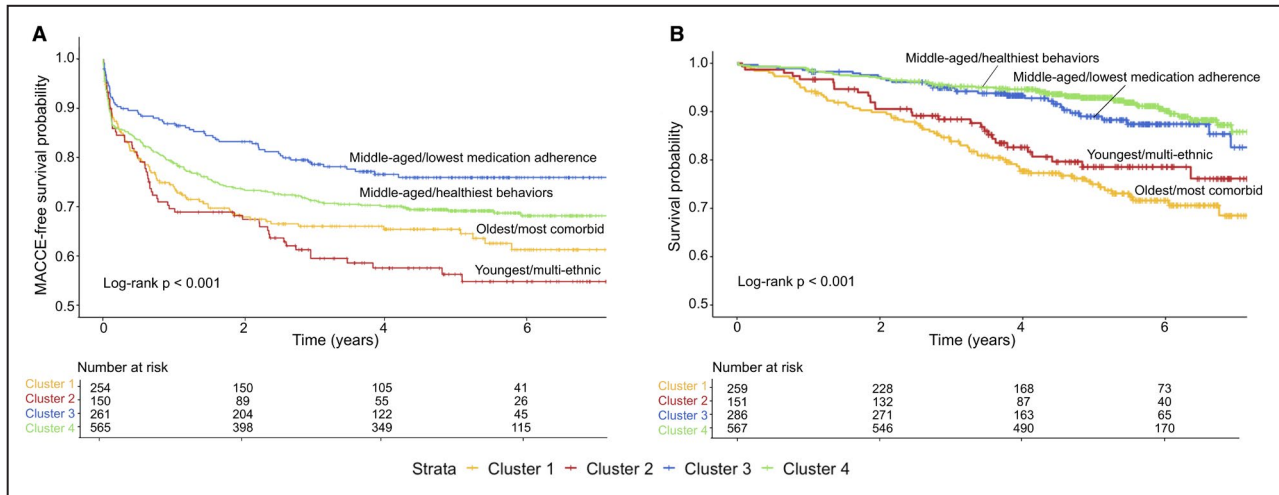 A
MACCE-free survival probability
1.0
0.9
0.8
0.7
0.6
0.5
Middle-aged/lowest medication adherence
Middle-aged/healthiest behaviors
Oldest/most comorbid
Youngest/multi-ethnic
Log-rank p < 0.001
0 2 4 6
Time (years)
Number at risk
Cluster 1 254 150 105 41
Cluster 2 150 89 55 26
Cluster 3 261 204 122 45
Cluster 4 565 398 349 115
B
Survival probability
1.0
0.9
0.8
0.7
0.6
0.5
Middle-aged/healthiest behaviors
Middle-aged/lowest medication adherence
Youngest/multi-ethnic
Oldest/most comorbid
Log-rank p < 0.001
0 2 4 6
Time (years)
Number at risk
Cluster 1 259 228 168 73
Cluster 2 151 132 87 40
Cluster 3 286 271 163 65
Cluster 4 567 546 490 170
Strata Cluster 1 Cluster 2 Cluster 3 Cluster 4